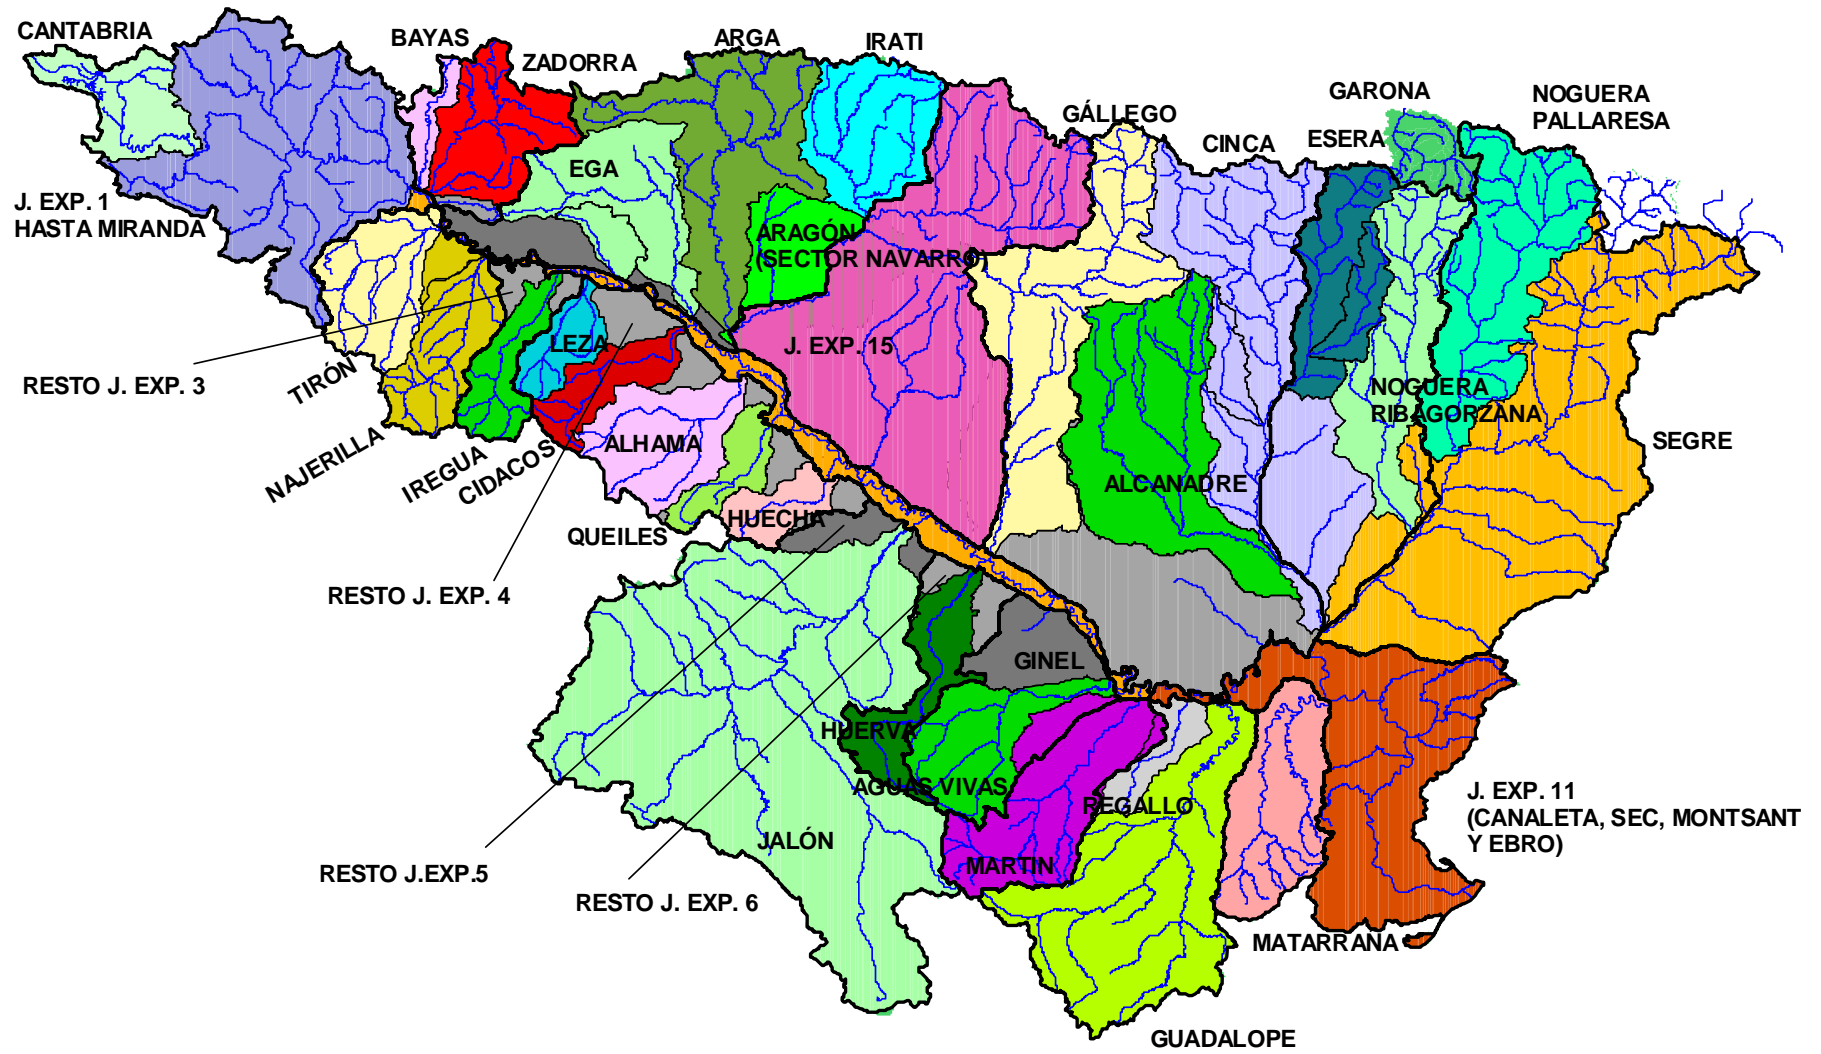 CANTABRIA
BAYAS
ZADORRA
ARGA
IRATI
GÁLLEGO
CINCA
ESERA
GARONA
NOGUERA
PALLARESA
EGA
J. EXP. 1
HASTA MIRANDA
ARAGÓN
(SECTOR NAVARRO)
LEZA
J. EXP. 15
RESTO J. EXP. 3
TIRÓN
NOGUERA
RIBAGORZANA
SEGRE
NAJERILLA
IREGUA
CIDACOS
ALHAMA
ALCANADRE
QUEILES
HUECHA
RESTO J. EXP. 4
GINEL
HUERVA
AGUAS VIVAS
REGALLO
J. EXP. 11
(CANALETA, SEC, MONTSANT
Y EBRO)
JALÓN
MARTIN
RESTO J.EXP.5
RESTO J. EXP. 6
MATARRAÑA
GUADALOPE